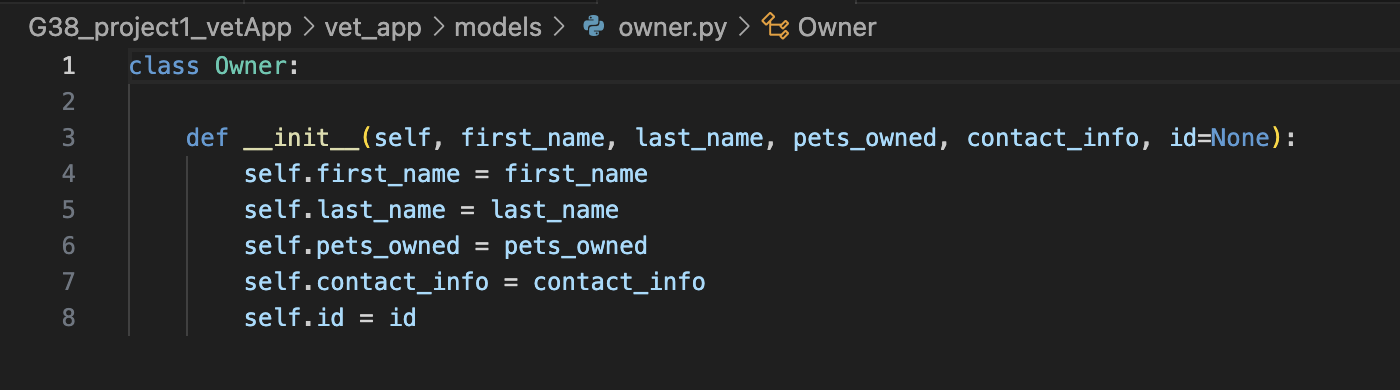 G38_project1_vetApp > vet_app > models > owner.py > Owner
1 class Owner:
2
3     def __init__(self, first_name, last_name, pets_owned, contact_info, id=None):
4         self.first_name = first_name
5         self.last_name = last_name
6         self.pets_owned = pets_owned
7         self.contact_info = contact_info
8         self.id = id